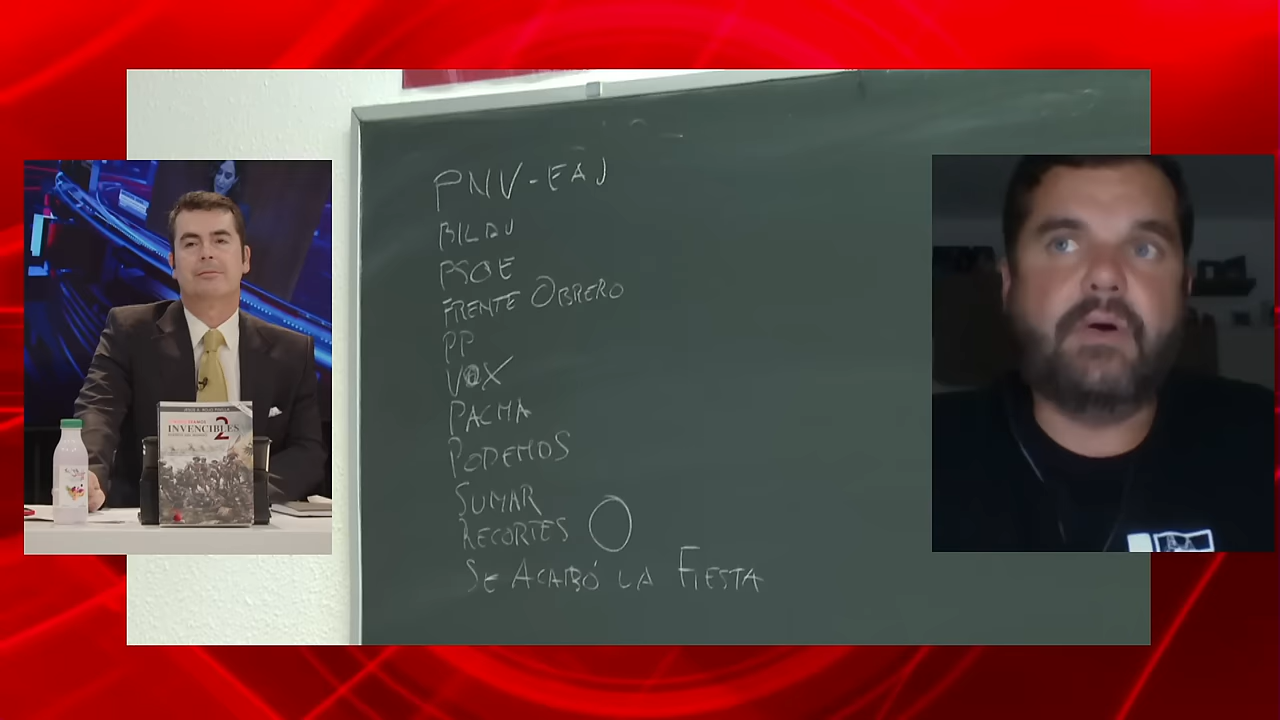 PNV-EAJ
BILDU
PSOE
FRENTE OBRERO
PP
VOX
PACMA
PODEMOS
SUMAR
RECORTES O
SE ACABÓ LA FIESTA
INVENCIBLES
2